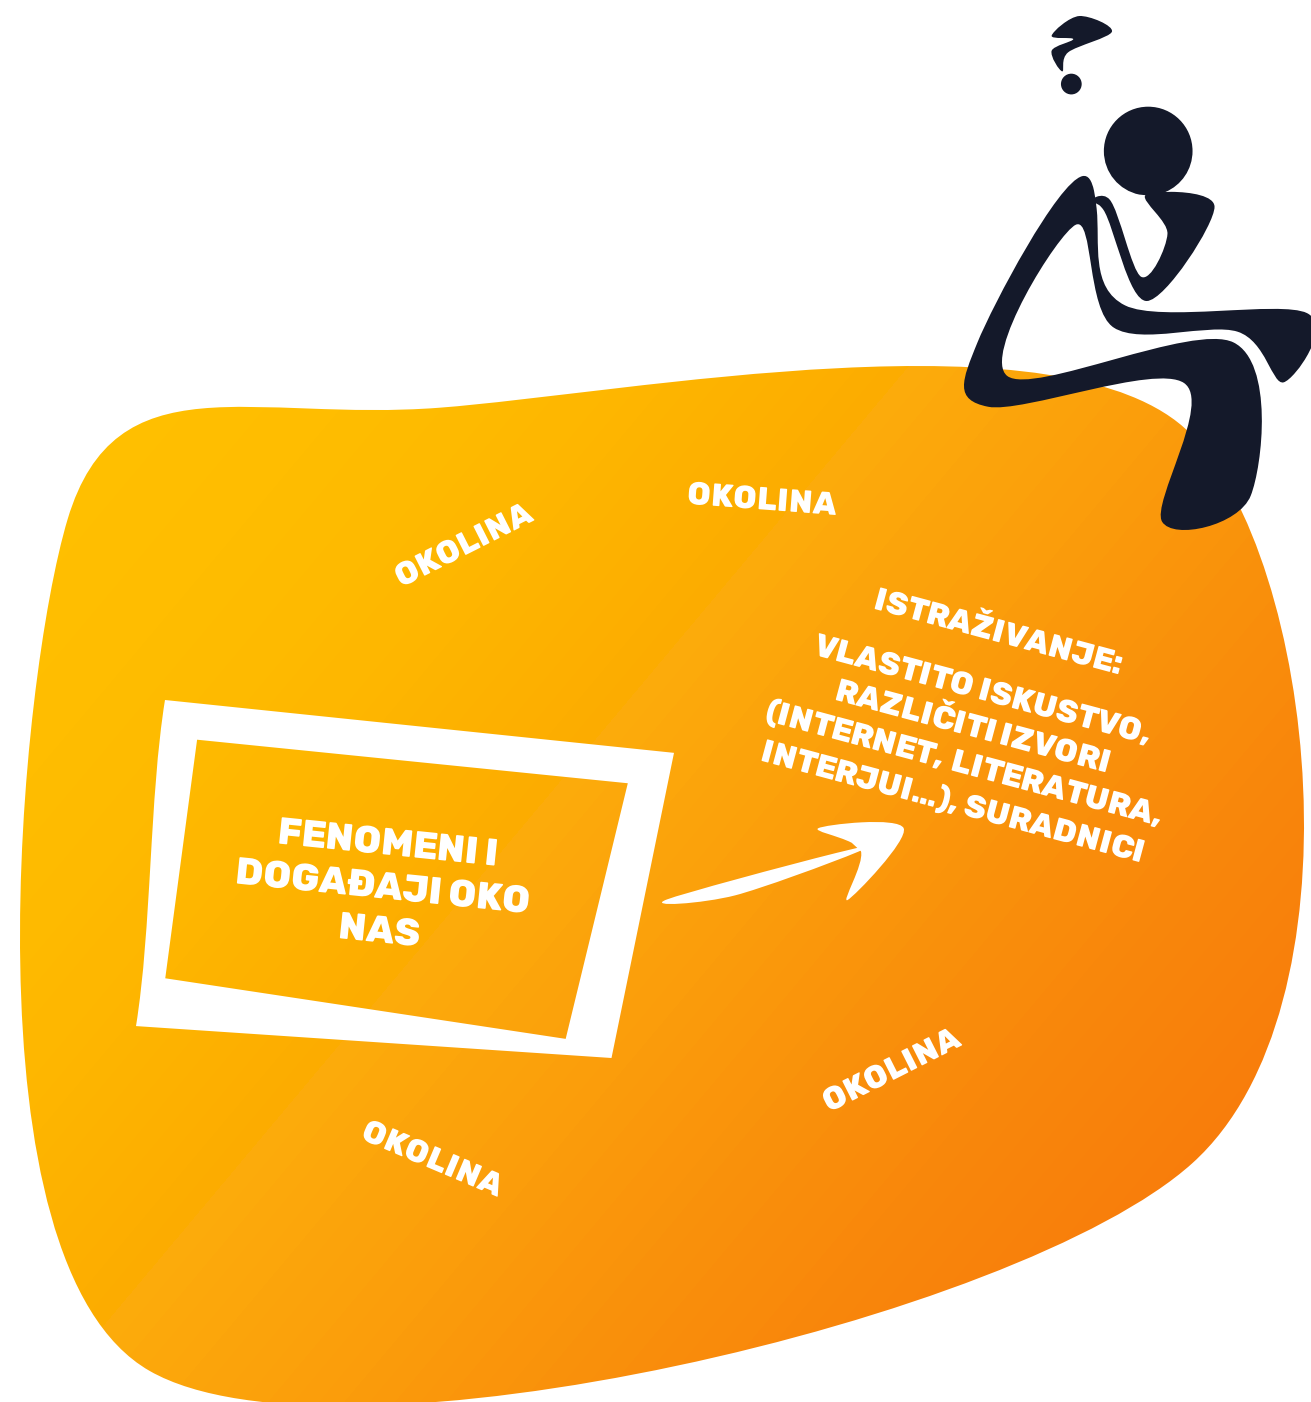 OKOLINA
OKOLINA
ISTRAŽIVANJE:
VLASTITO ISKUSTVO,
RAZLIČITI IZVORI
(INTERNET, LITERATURA,
INTERJUI...), SURADNICI
FENOMENI I
DOGAĐAJI OKO
NAS
OKOLINA
OKOLINA
?